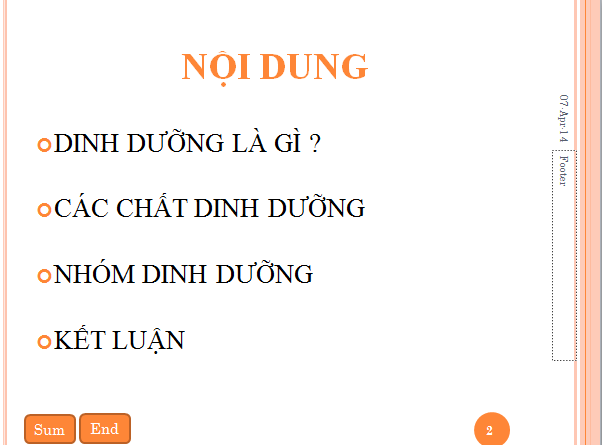 NỘI DUNG
DINH DƯỠNG LÀ GÌ ?
CÁC CHẤT DINH DƯỠNG
NHÓM DINH DƯỠNG
KẾT LUẬN
07-Apr-14
Footer
Sum
End
2